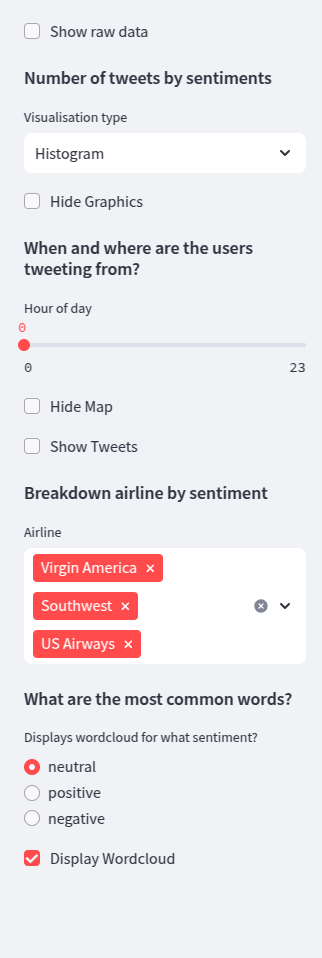 Show raw data
Number of tweets by sentiments
Visualisation type
Histogram
Hide Graphics
When and where are the users
tweeting from?
Hour of day
0
0 23
Hide Map
Show Tweets
Breakdown airline by sentiment
Airline
Virgin America ×
Southwest ×
US Airways ×
What are the most common words?
Displays wordcloud for what sentiment?
neutral
positive
negative
Display Wordcloud